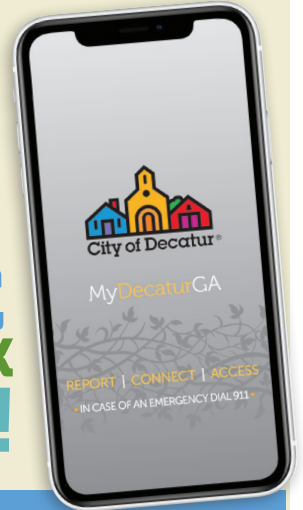 City of Decatur®
MyDecaturGA
REPORT | CONNECT | ACCESS
• IN CASE OF AN EMERGENCY DIAL 911 •